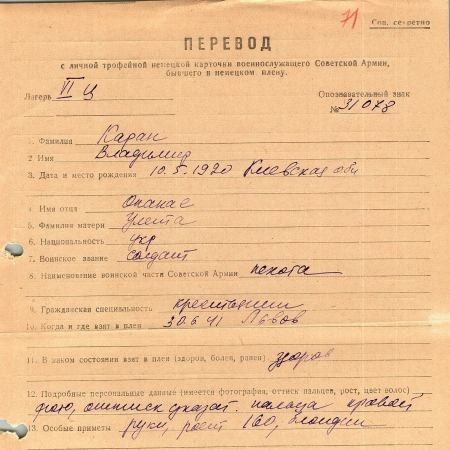 71
Сов. секретно
ПЕРЕВОД
с личной трофейной немецкой карточки военнослужащего Советской Армии,
бывшего в немецком плену.
Лагерь VI Ц
Опознавательный знак
№ 31078
1. Фамилия Каран
2. Имя Владимир
3. Дата и место рождения 10.5.1920 Киевская обл
4. Имя отца Опанас
5. Фамилия матери Улита
6. Национальность укр
7. Воинское звание солдат
8. Наименование воинской части Советской Армии пехота
9. Гражданская специальность крестьянин
10. Когда и где взят в плен 30.6.41 Львов
11. В каком состоянии взят в плен (здоров, болен, ранен) здоров
12. Подробные персональные данные (имеется фотография, оттиск пальцев, рост, цвет волос)
фото, оттиск указат. пальца правой
13. Особые приметы руки, рост 160, блондин